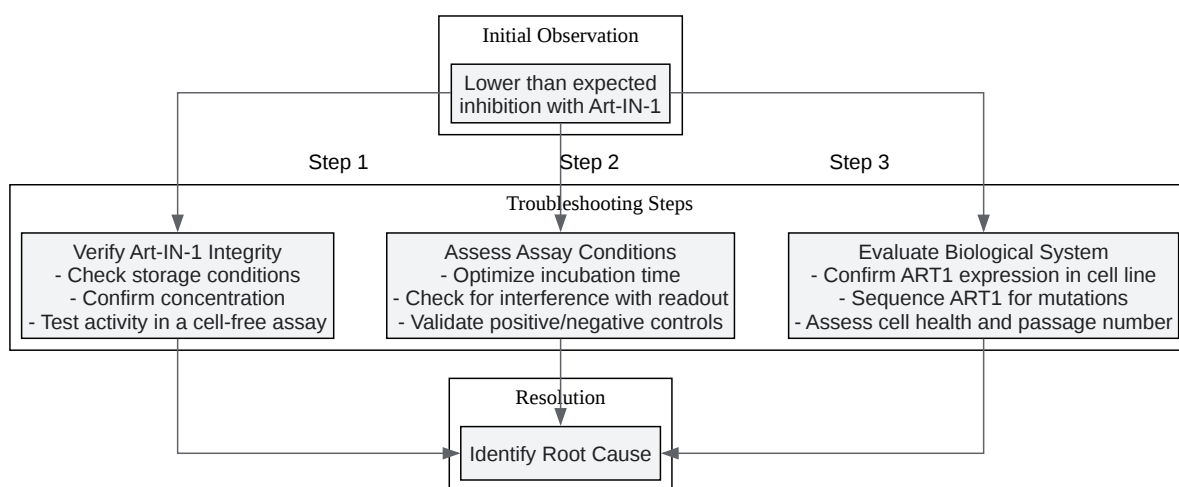 Initial Observation
Lower than expected
inhibition with Art-IN-1
Step 1
Step 2
Step 3
Troubleshooting Steps
Verify Art-IN-1 Integrity
- Check storage conditions
- Confirm concentration
- Test activity in a cell-free assay
Assess Assay Conditions
- Optimize incubation time
- Check for interference with readout
- Validate positive/negative controls
Evaluate Biological System
- Confirm ART1 expression in cell line
- Sequence ART1 for mutations
- Assess cell health and passage number
Resolution
Identify Root Cause